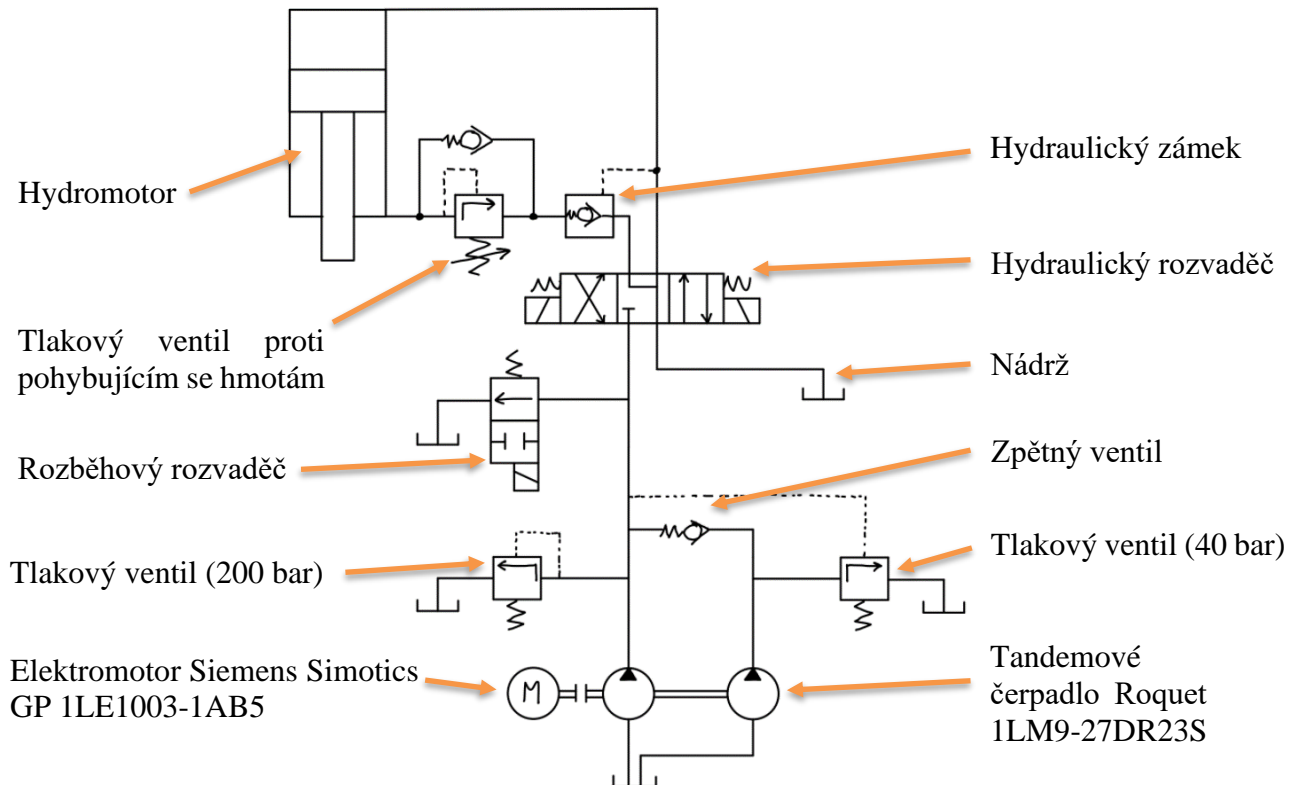 Hydromotor
Tlakový ventil proti
pohybujícím se hmotám
Rozběhový rozvaděč
Tlakový ventil (200 bar)
Elektromotor Siemens Simotics
GP 1LE1003-1AB5
M
Hydraulický zámek
Hydraulický rozvaděč
Nádrž
Zpětný ventil
Tlakový ventil (40 bar)
Tandemové
čerpadlo Roquet
1LM9-27DR23S